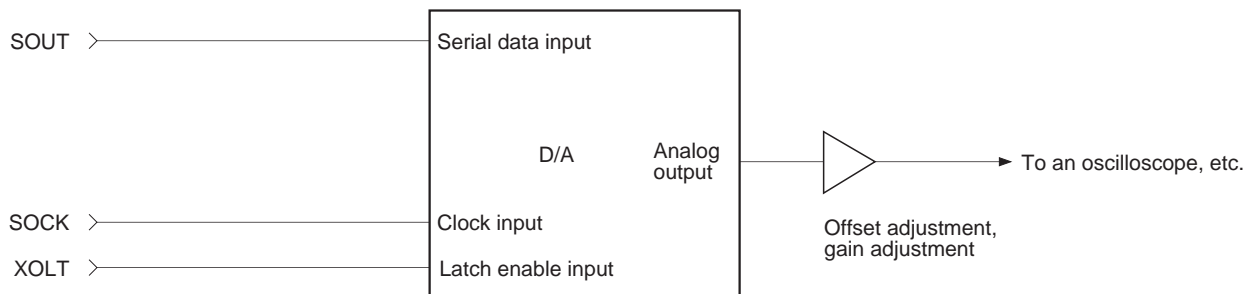 SOUT
Serial data input
D/A
Analog
output
To an oscilloscope, etc.
SOCK
Clock input
Offset adjustment,
gain adjustment
XOLT
Latch enable input